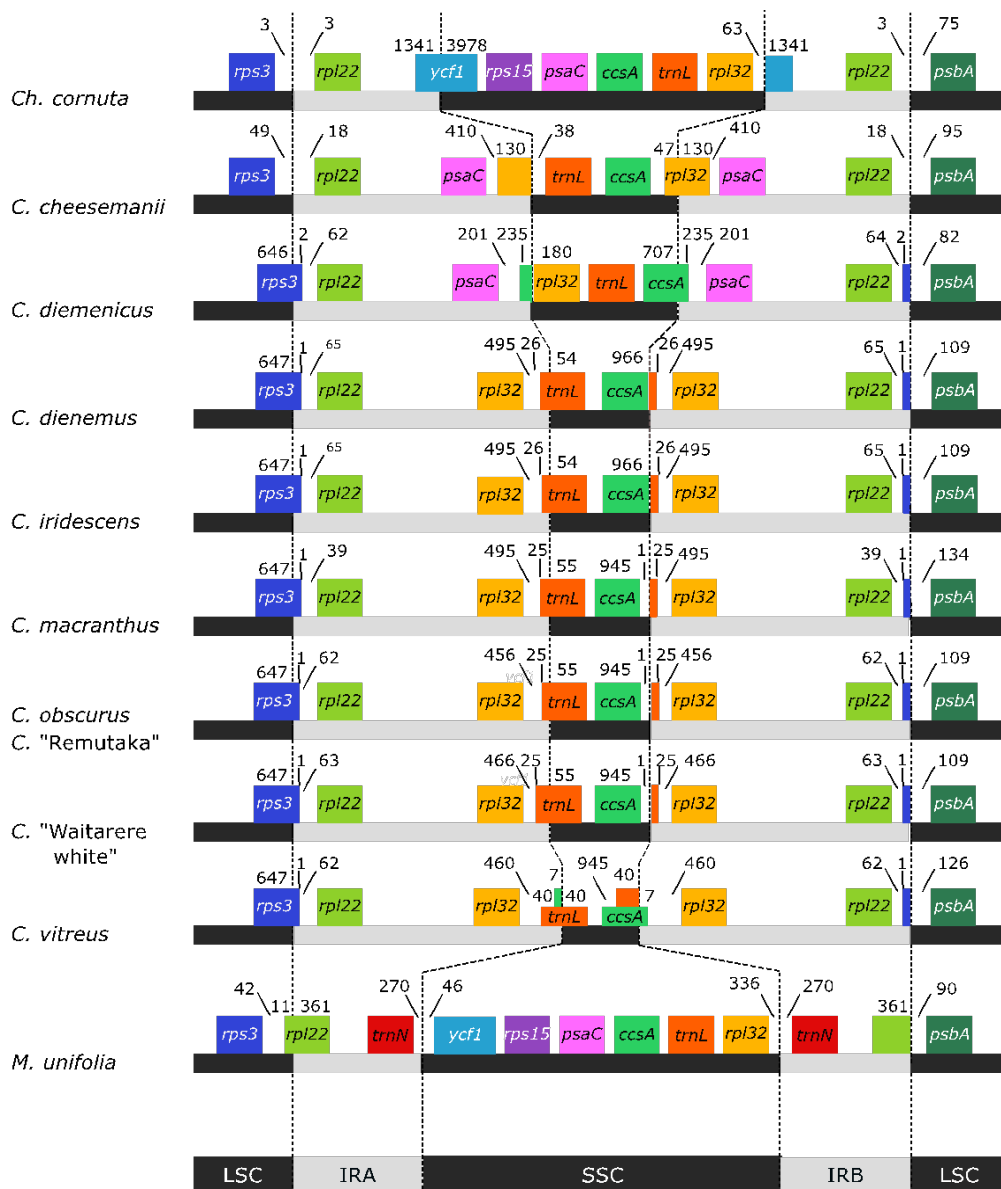 3 3 1341 3978 63 1341 3 75
rps3 rpl22 ycf1 rps15 psaC ccsA trnL rpl32 rpl22 psbA
Ch. cornuta
49 18 410 130 38 47 130 410 18 95
rps3 rpl22 psaC trnL ccsA rpl32 psaC rpl22 psbA
C. cheesemanii
646 2 62 201 235 180 707 235 201 64 2 82
rps3 rpl22 psaC rpl32 trnL ccsA psaC rpl22 psbA
C. diemenicus
647 1 65 495 26 54 966 26 495 65 1 109
rps3 rpl22 rpl32 trnL ccsA rpl32 rpl22 psbA
C. dienemus
647 1 65 495 26 54 966 26 495 65 1 109
rps3 rpl22 rpl32 trnL ccsA rpl32 rpl22 psbA
C. iridescens
647 1 39 495 25 55 945 1 25 495 39 1 134
rps3 rpl22 rpl32 trnL ccsA rpl32 rpl22 psbA
C. macranthus
647 1 62 456 25 55 945 1 25 456 62 1 109
rps3 rpl22 rpl32 trnL ccsA rpl32 rpl22 psbA
C. obscurus
C. "Remutaka"
647 1 63 466 25 55 945 1 25 466 63 1 109
rps3 rpl22 rpl32 trnL ccsA rpl32 rpl22 psbA
C. "Waitarere
white"
647 1 62 460 40 7 40 945 40 7 460 62 1 126
rps3 rpl22 rpl32 trnL ccsA rpl32 rpl22 psbA
C. vitreus
42 11 361 270 46 336 270 361 90
rps3 rpl22 trnN ycf1 rps15 psaC ccsA trnL rpl32 trnN psbA
M. unifolia
LSC IRA SSC IRB LSC